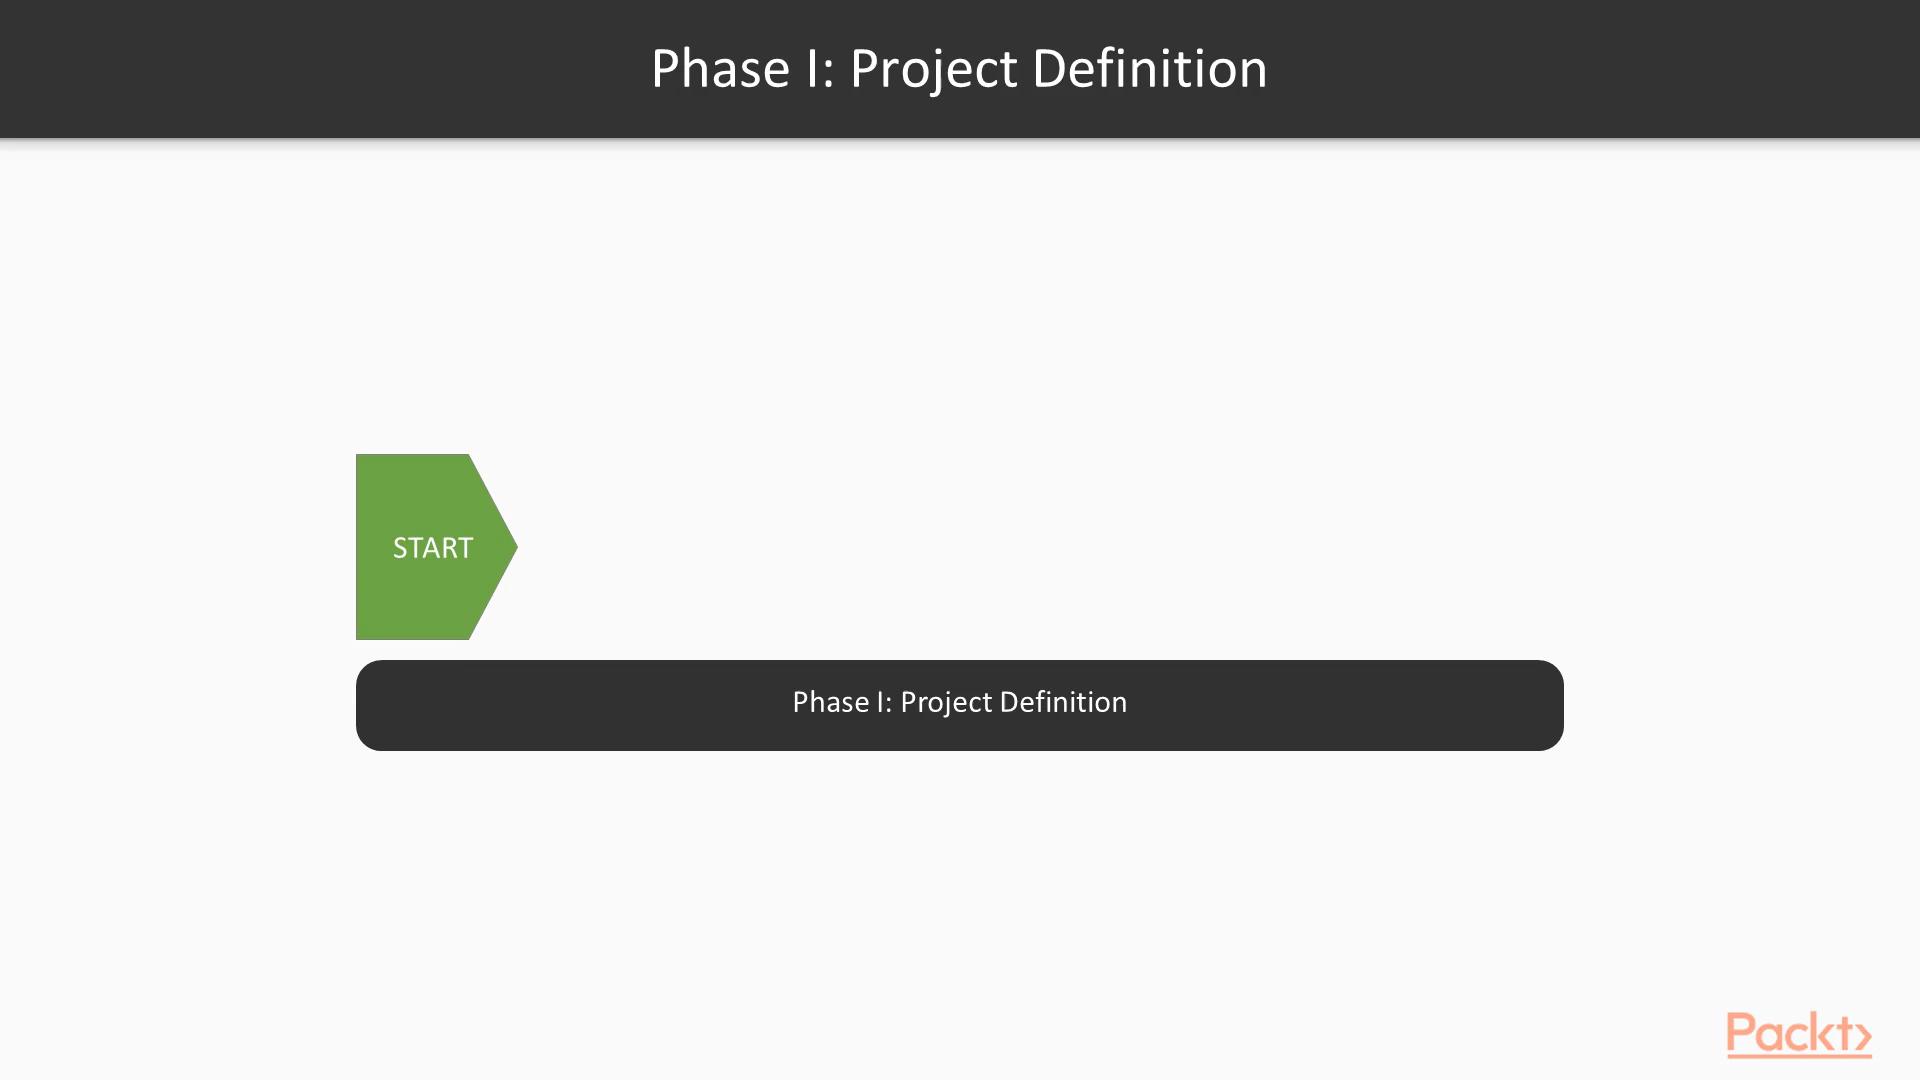 Phase I: Project Definition
START
Phase I: Project Definition
Packt>